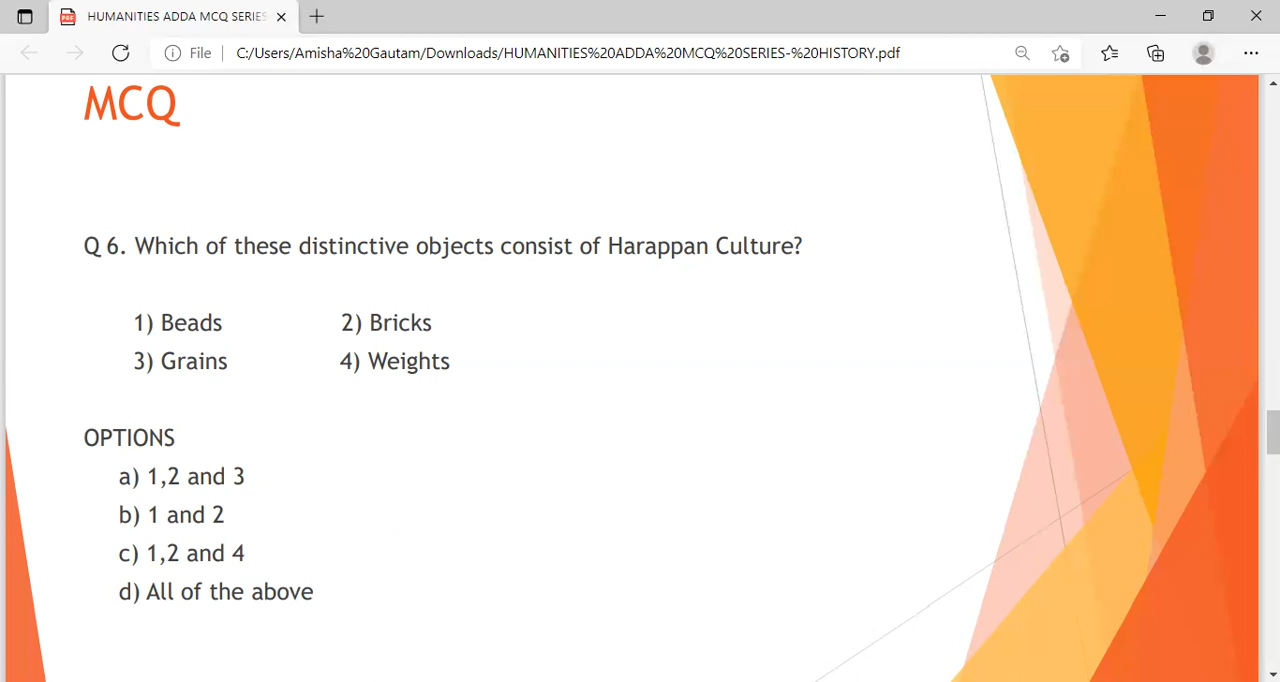 HUMANITIES ADDA MCQ SERIES
File
C:/Users/Amisha%20Gautam/Downloads/HUMANITIES%20ADDA%20MCQ%20SERIES-%20HISTORY.pdf
MCQ
Q 6. Which of these distinctive objects consist of Harappan Culture?
1) Beads 2) Bricks
3) Grains 4) Weights
OPTIONS
a) 1,2 and 3
b) 1 and 2
c) 1,2 and 4
d) All of the above